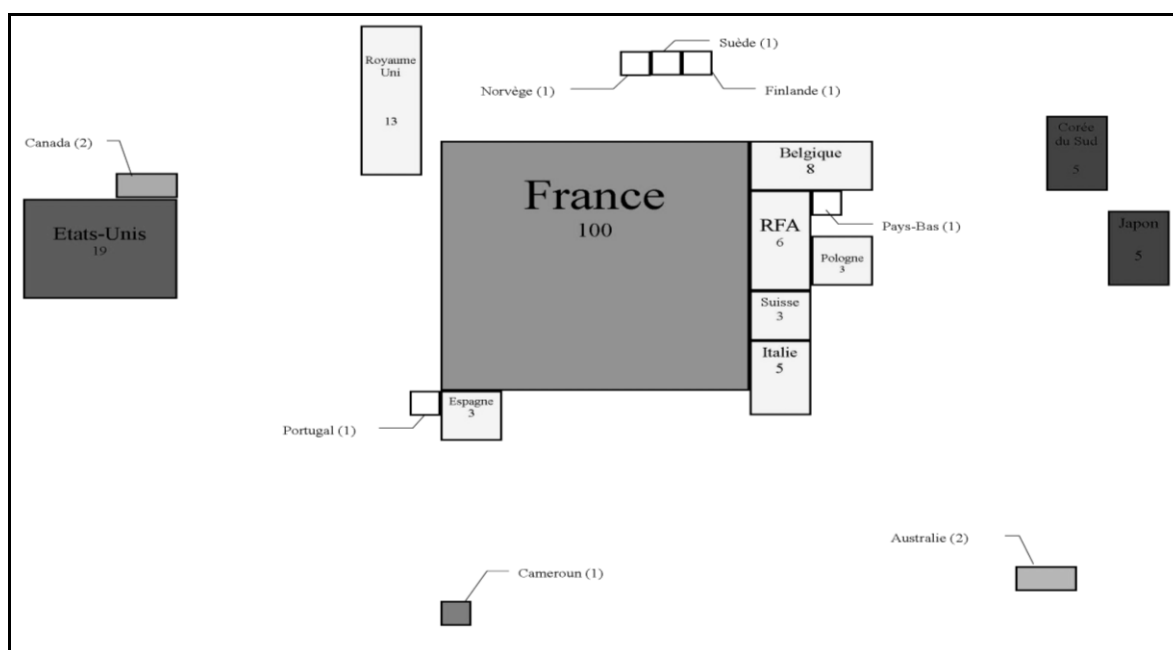 Suède (1)
Royaume
Uni
13
Norvège (1)
Finlande (1)
Canada (2)
Corée
du Sud
5
Belgique
8
France
100
Etats-Unis
19
RFA
6
Pays-Bas (1)
Japon
5
Pologne
3
Suisse
3
Italie
5
Espagne
3
Portugal (1)
Australie (2)
Cameroun (1)